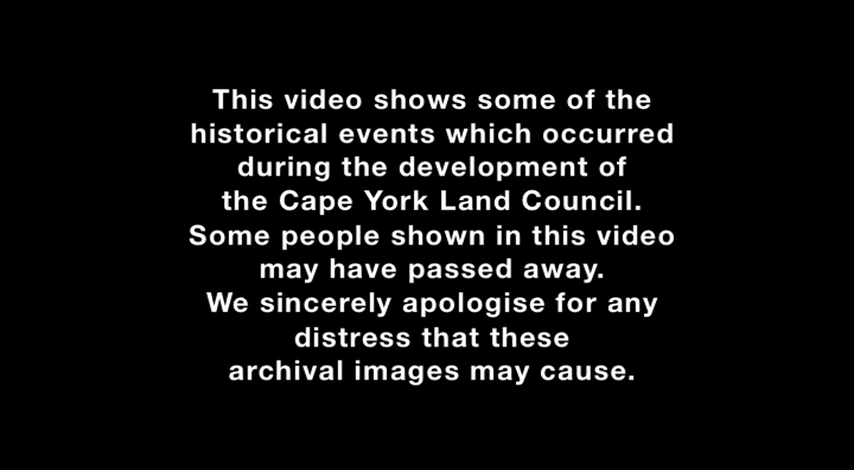 This video shows some of the
historical events which occurred
during the development of
the Cape York Land Council.
Some people shown in this video
may have passed away.
We sincerely apologise for any
distress that these
archival images may cause.